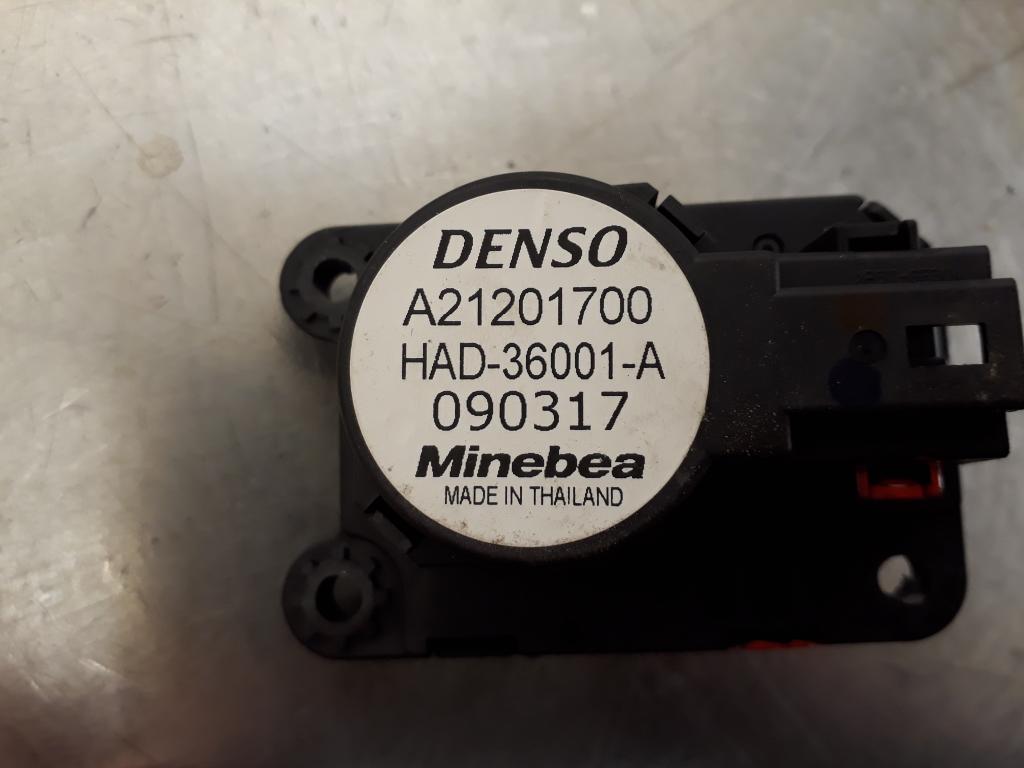 DENSO
A21201700
HAD-36001-A
090317
Minebea
MADE IN THAILAND